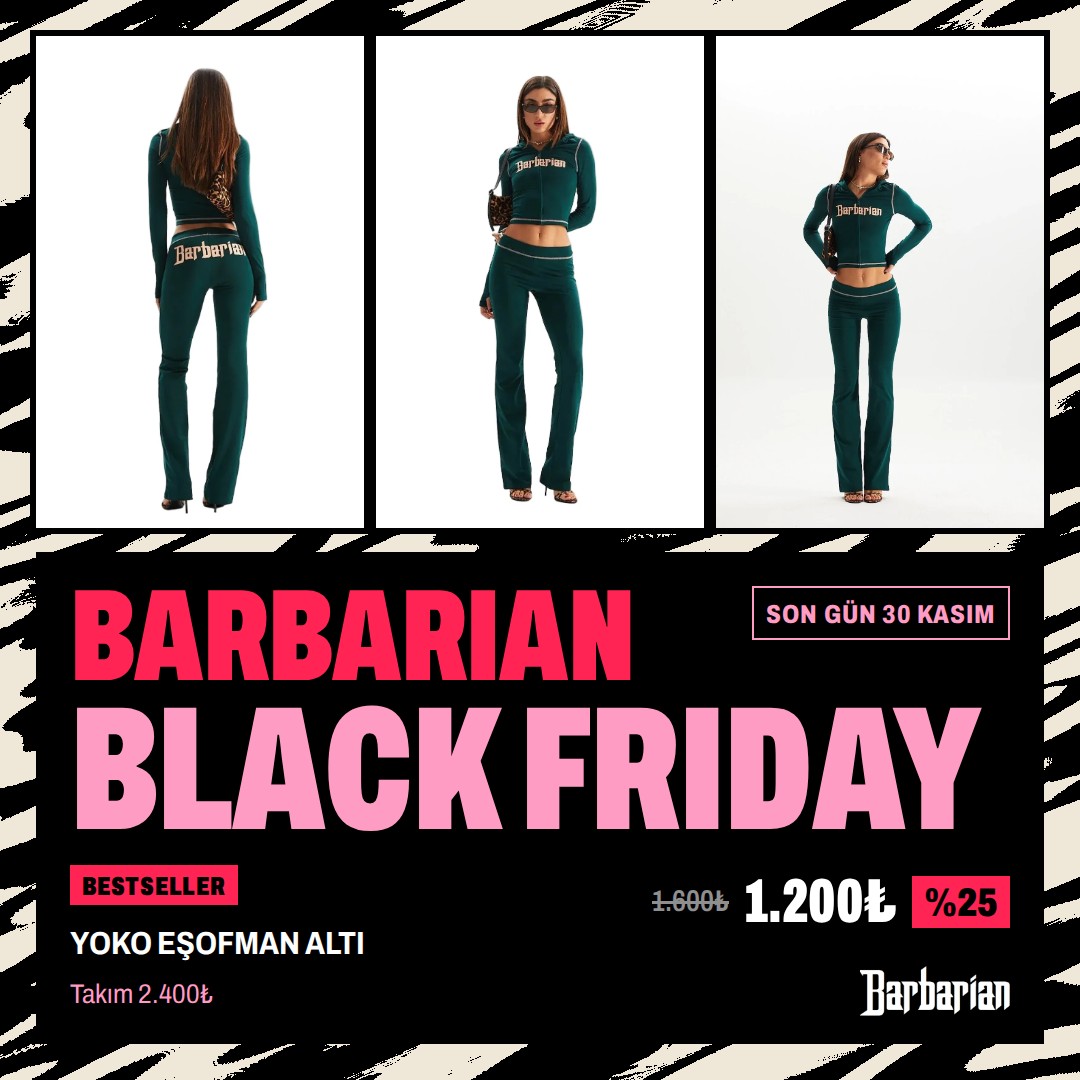 Barbarian
Barbarian
Barbarian
BARBARIAN
SON GÜN 30 KASIM
BLACK FRIDAY
BESTSELLER
1.600₺ 1.200₺ %25
YOKO EŞOFMAN ALTI
Takım 2.400₺
Barbarian